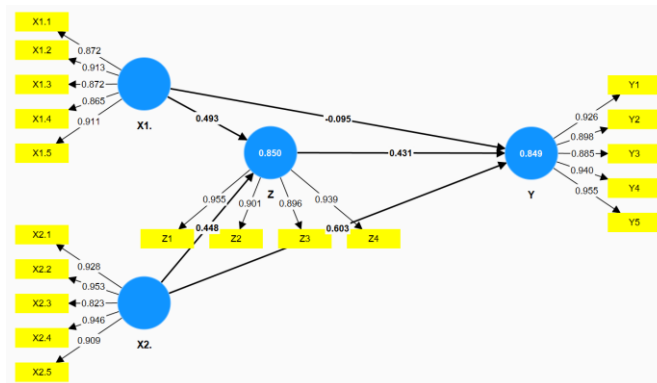 X1.1
X1.2
X1.3
X1.4
X1.5
0.872
0.913
0.872
0.865
0.911
X1.
0.493
-0.095
0.850
Z
0.431
0.849
Y
0.926
0.898
0.885
0.940
0.955
Y1
Y2
Y3
Y4
Y5
0.955
0.901
0.896
0.939
0.448
0.603
Z1
Z2
Z3
Z4
X2.1
X2.2
X2.3
X2.4
X2.5
0.928
0.953
0.823
0.946
0.909
X2.